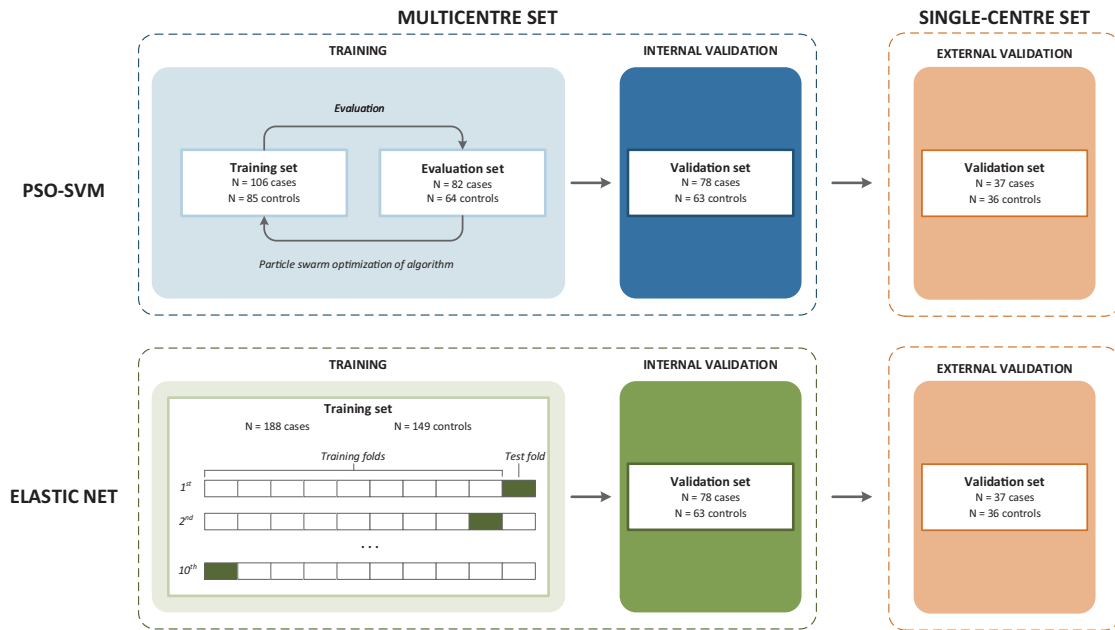 MULTICENTRE SET
SINGLE-CENTRE SET
TRAINING
INTERNAL VALIDATION
EXTERNAL VALIDATION
PSO-SVM
Evaluation
Training set
N = 106 cases
N = 85 controls
Evaluation set
N = 82 cases
N = 64 controls
Particle swarm optimization of algorithm
Validation set
N = 78 cases
N = 63 controls
Validation set
N = 37 cases
N = 36 controls
TRAINING
INTERNAL VALIDATION
EXTERNAL VALIDATION
ELASTIC NET
Training set
N = 188 cases N = 149 controls
Training folds Test fold
1st
2nd
...
10th
Validation set
N = 78 cases
N = 63 controls
Validation set
N = 37 cases
N = 36 controls